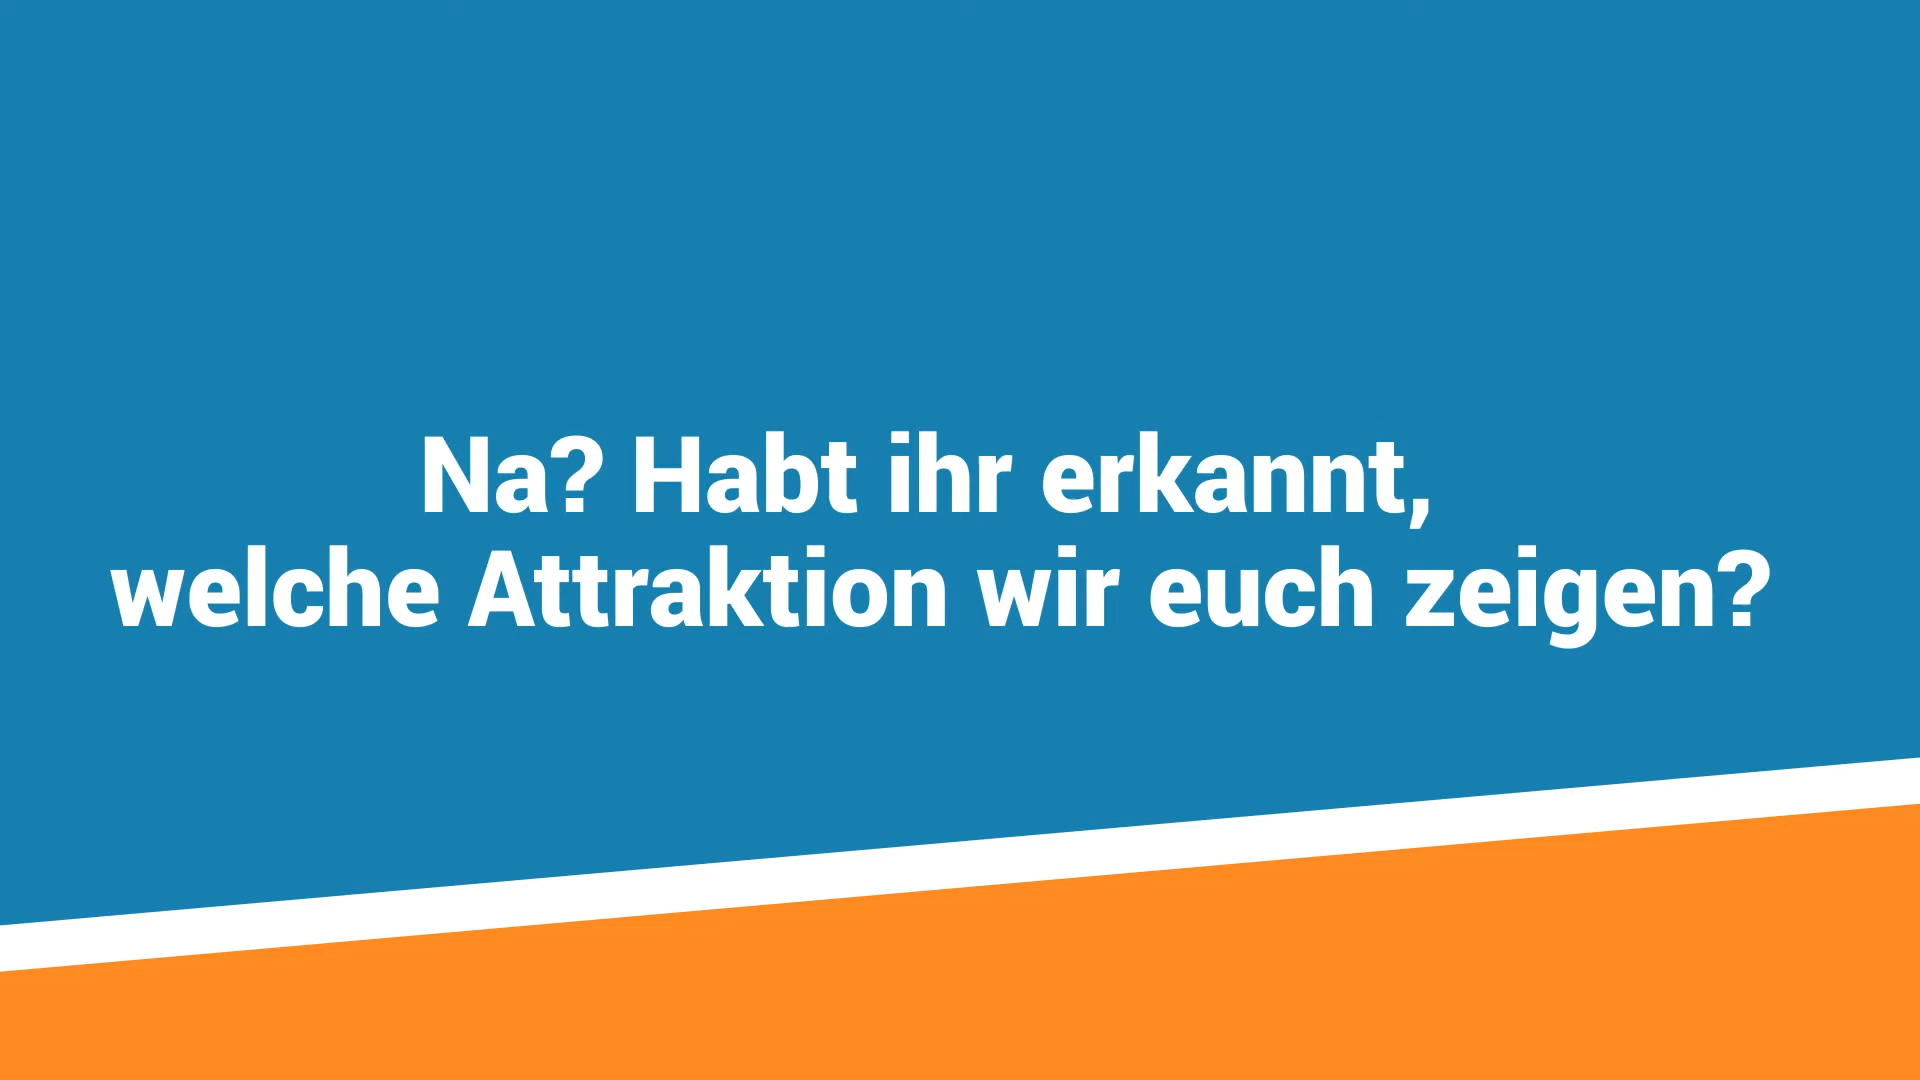 Na? Habt ihr erkannt,
welche Attraktion wir euch zeigen?